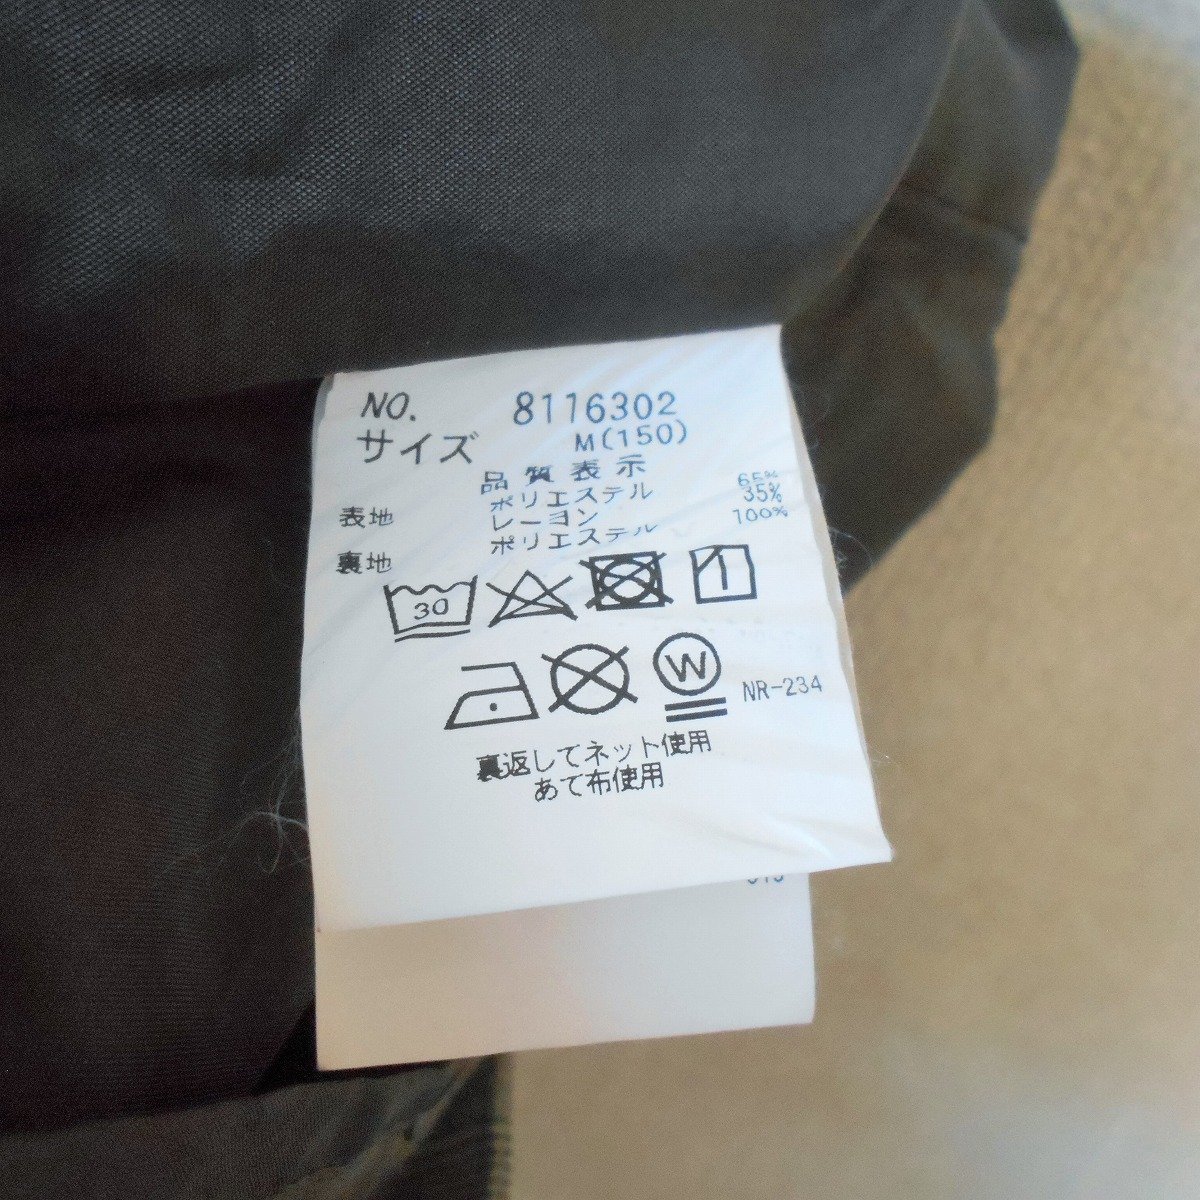 NO. 8116302
サイズ M(150)
品質表示
表地 ポリエステル 65%
レーヨン 35%
裏地 ポリエステル 100%
30
W
NR-234
裏返してネット使用
あて布使用